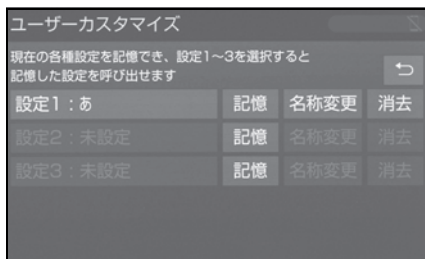 ユーザーカスタマイズ
現在の各種設定を記憶でき、設定1～3を選択すると
記憶した設定を呼び出せます
設定1：あ 記憶 名称変更 消去
設定2：未設定 記憶 名称変更 消去
設定3：未設定 記憶 名称変更 消去